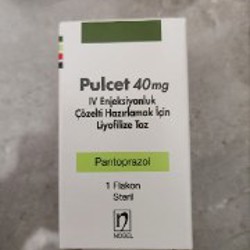 Pulcet 40mg
IV Enjeksiyonluk
Çözelti Hazırlamak İçin
Liyofilize Toz
Pantoprazol
1 Flakon
Steril
NOBEL